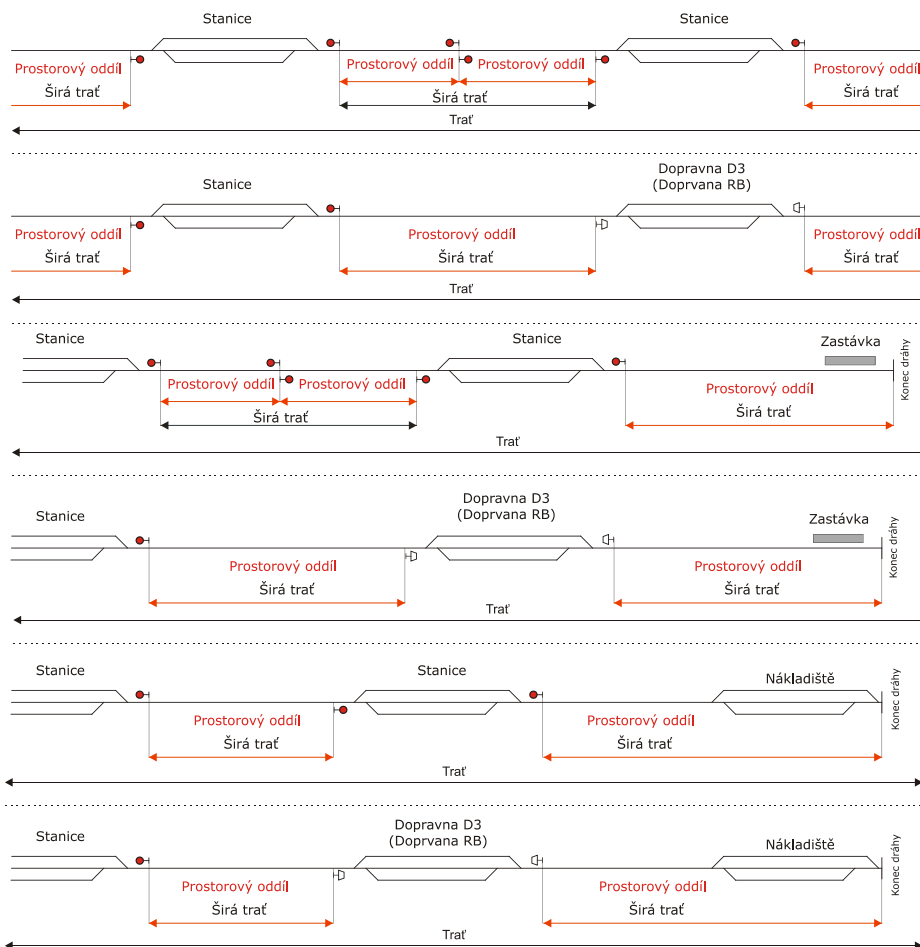 Stanice
Stanice
Prostorový oddíl
Prostorový oddíl
Prostorový oddíl
Prostorový oddíl
Širá trať
Širá trať
Širá trať
Trať
Stanice
Dopravna D3
(Doprvana RB)
Prostorový oddíl
Prostorový oddíl
Prostorový oddíl
Širá trať
Širá trať
Širá trať
Trať
Stanice
Stanice
Zastávka
Konec dráhy
Prostorový oddíl
Prostorový oddíl
Prostorový oddíl
Širá trať
Širá trať
Trať
Stanice
Dopravna D3
(Doprvana RB)
Zastávka
Konec dráhy
Prostorový oddíl
Prostorový oddíl
Širá trať
Širá trať
Trať
Stanice
Stanice
Nákladiště
Konec dráhy
Prostorový oddíl
Prostorový oddíl
Širá trať
Širá trať
Trať
Stanice
Dopravna D3
(Doprvana RB)
Nákladiště
Konec dráhy
Prostorový oddíl
Prostorový oddíl
Širá trať
Širá trať
Trať